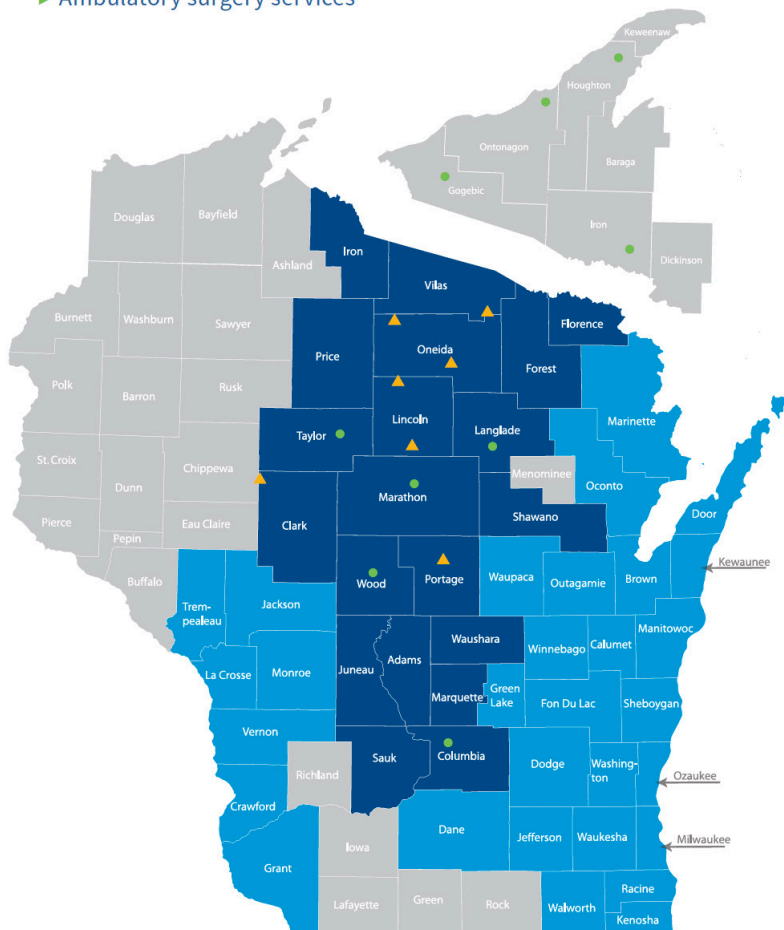 Ambulatory surgery services
Keweenaw
Houghton
Ontonagon
Baraga
Gogebic
Iron
Dickinson
Douglas
Bayfield
Ashland
Iron
Vilas
Burnett
Washburn
Sawyer
Florence
Price
Oneida
Forest
Polk
Barron
Rusk
Lincoln
Langlade
Marinette
Taylor
St. Croix
Chippewa
Menominee
Dunn
Marathon
Oconto
Pierce
Eau Claire
Clark
Shawano
Door
Pepin
Kewaunee
Buffalo
Wood
Portage
Waupaca
Outagamie
Brown
Trem-
pealeau
Jackson
Manitowoc
Waushara
Winnebago
Calumet
La Crosse
Monroe
Juneau
Adams
Marquette
Green
Lake
Fon Du Lac
Sheboygan
Vernon
Richland
Sauk
Columbia
Dodge
Washing-
ton
Ozaukee
Crawford
Dane
Jefferson
Waukesha
Milwaukee
Iowa
Grant
Racine
Lafayette
Green
Rock
Walworth
Kenosha